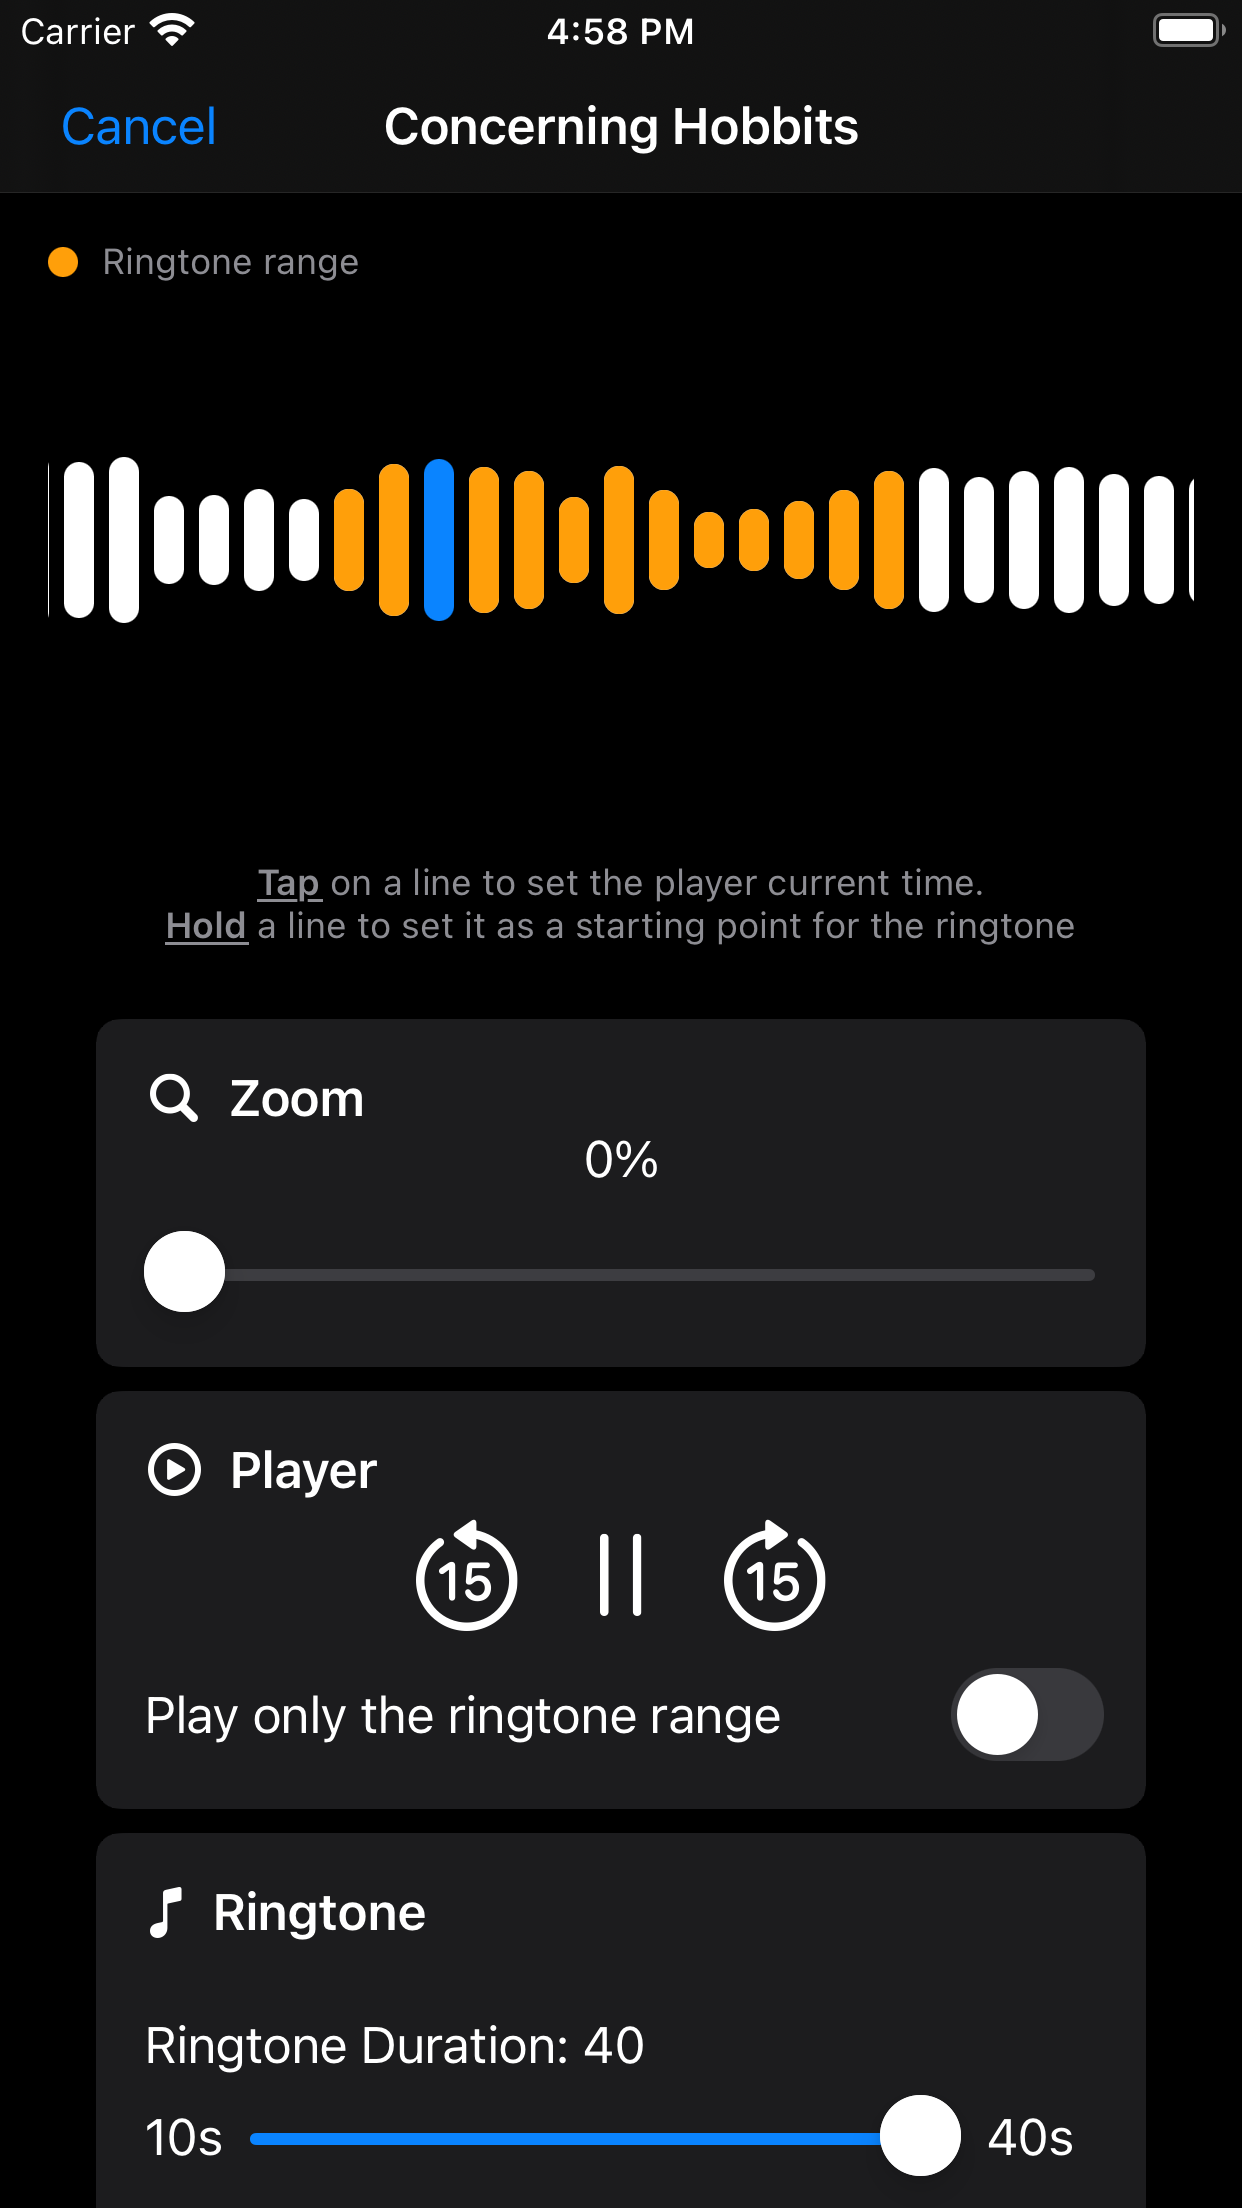 Carrier 4:58 PM
Cancel Concerning Hobbits
Ringtone range
Tap on a line to set the player current time.
Hold a line to set it as a starting point for the ringtone
Zoom
0%
Player
15 15
Play only the ringtone range
Ringtone
Ringtone Duration: 40
10s 40s